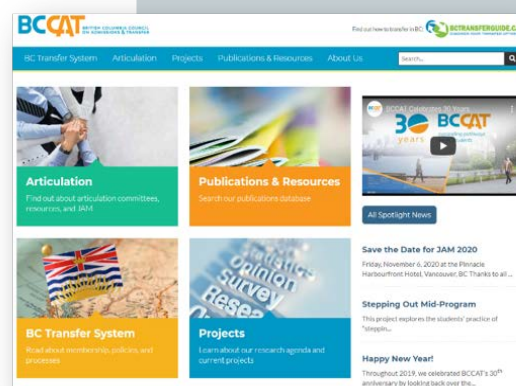 BCCAT BRITISH COLUMBIA COUNCIL
ON ADMISSIONS & TRANSFER
Find out how to transfer in BC:
BCTRANSFERGUIDE.C
BC Transfer System Articulation Projects Publications & Resources About Us
Search...
Articulation
Find out about articulation committees,
resources, and JAM
Publications & Resources
Search our publications database
BCCAT Celebrates 30 Years
30 years
BCCAT
All Spotlight News
Save the Date for JAM 2020
Friday, November 6, 2020 at the Pinnacle
Harbourfront Hotel, Vancouver, BC Thanks to all ...
Stepping Out Mid-Program
This project explores the students' practice of
"steppin...
Happy New Year!
Throughout 2019, we celebrated BCCAT's 30th
anniversary by looking back over the...
BC Transfer System
Read about membership, policies, and
processes
Statistics
Opinion
Survey
Resea
Projects
Learn about our research agenda and
current projects